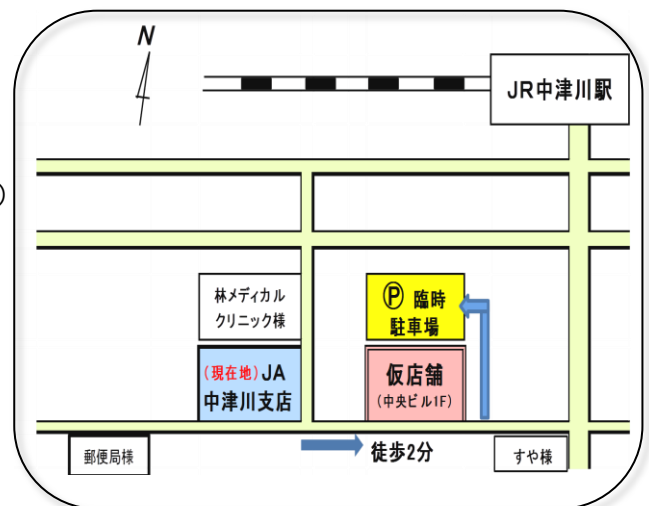 N
JR中津川駅
林メディカル
クリニック様
Ⓟ 臨時
駐車場
(現在地)JA
中津川支店
仮店舗
(中央ビル1F)
郵便局様
徒歩2分
すや様